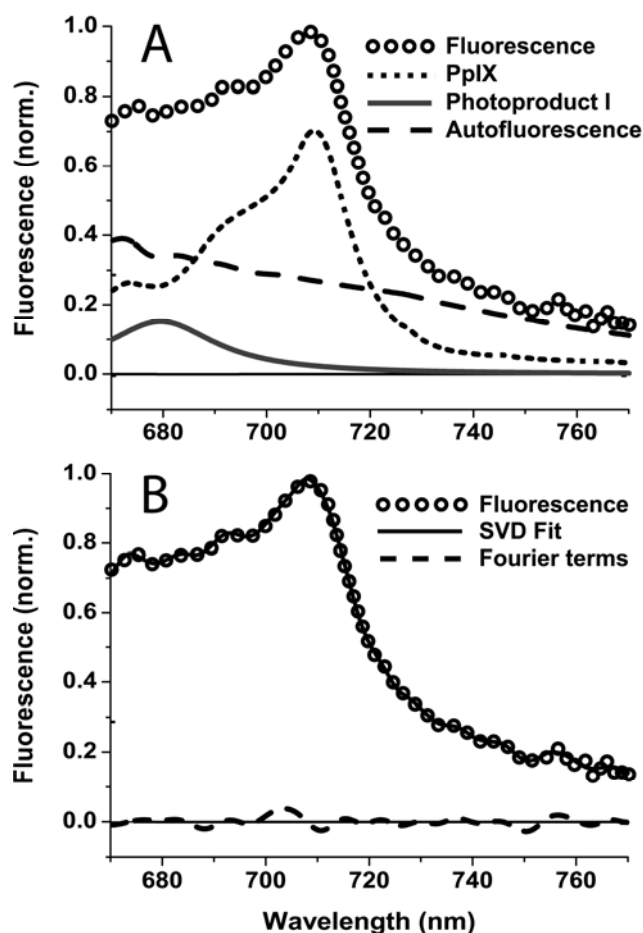 A
Fluorescence
PpIX
Photoproduct I
Autofluorescence
Fluorescence (norm.)
1.0
0.8
0.6
0.4
0.2
0.0
680 700 720 740 760
B
Fluorescence
SVD Fit
Fourier terms
Fluorescence (norm.)
1.0
0.8
0.6
0.4
0.2
0.0
680 700 720 740 760
Wavelength (nm)